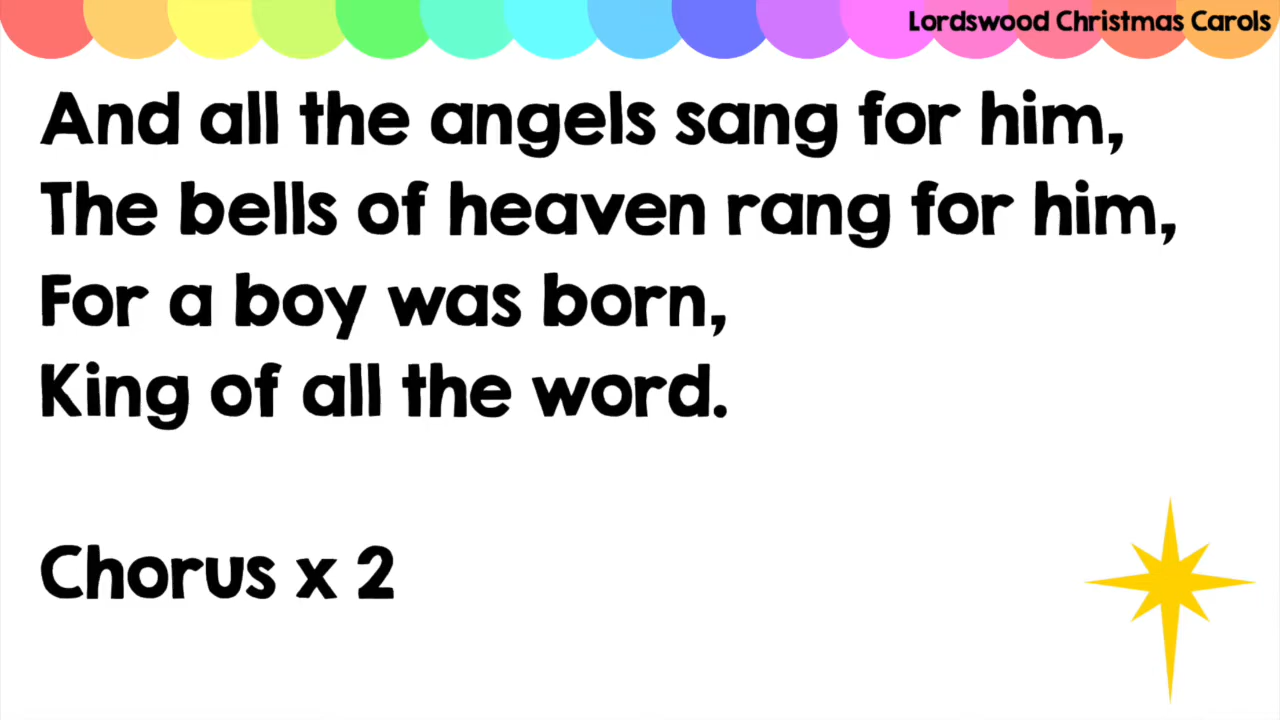 Lordswood Christmas Carols
And all the angels sang for him,
The bells of heaven rang for him,
For a boy was born,
King of all the word.
Chorus x 2